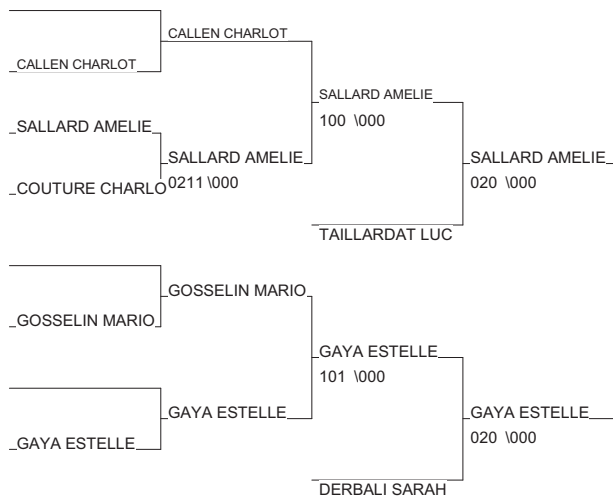 CALLEN CHARLOT
CALLEN CHARLOT
SALLARD AMELIE
100 \000
SALLARD AMELIE
SALLARD AMELIE
SALLARD AMELIE
0211 \000
020 \000
COUTURE CHARLO
TAILLARDAT LUC
GOSSELIN MARIO
GOSSELIN MARIO
GAYA ESTELLE
101 \000
GAYA ESTELLE
GAYA ESTELLE
020 \000
GAYA ESTELLE
DERBALI SARAH